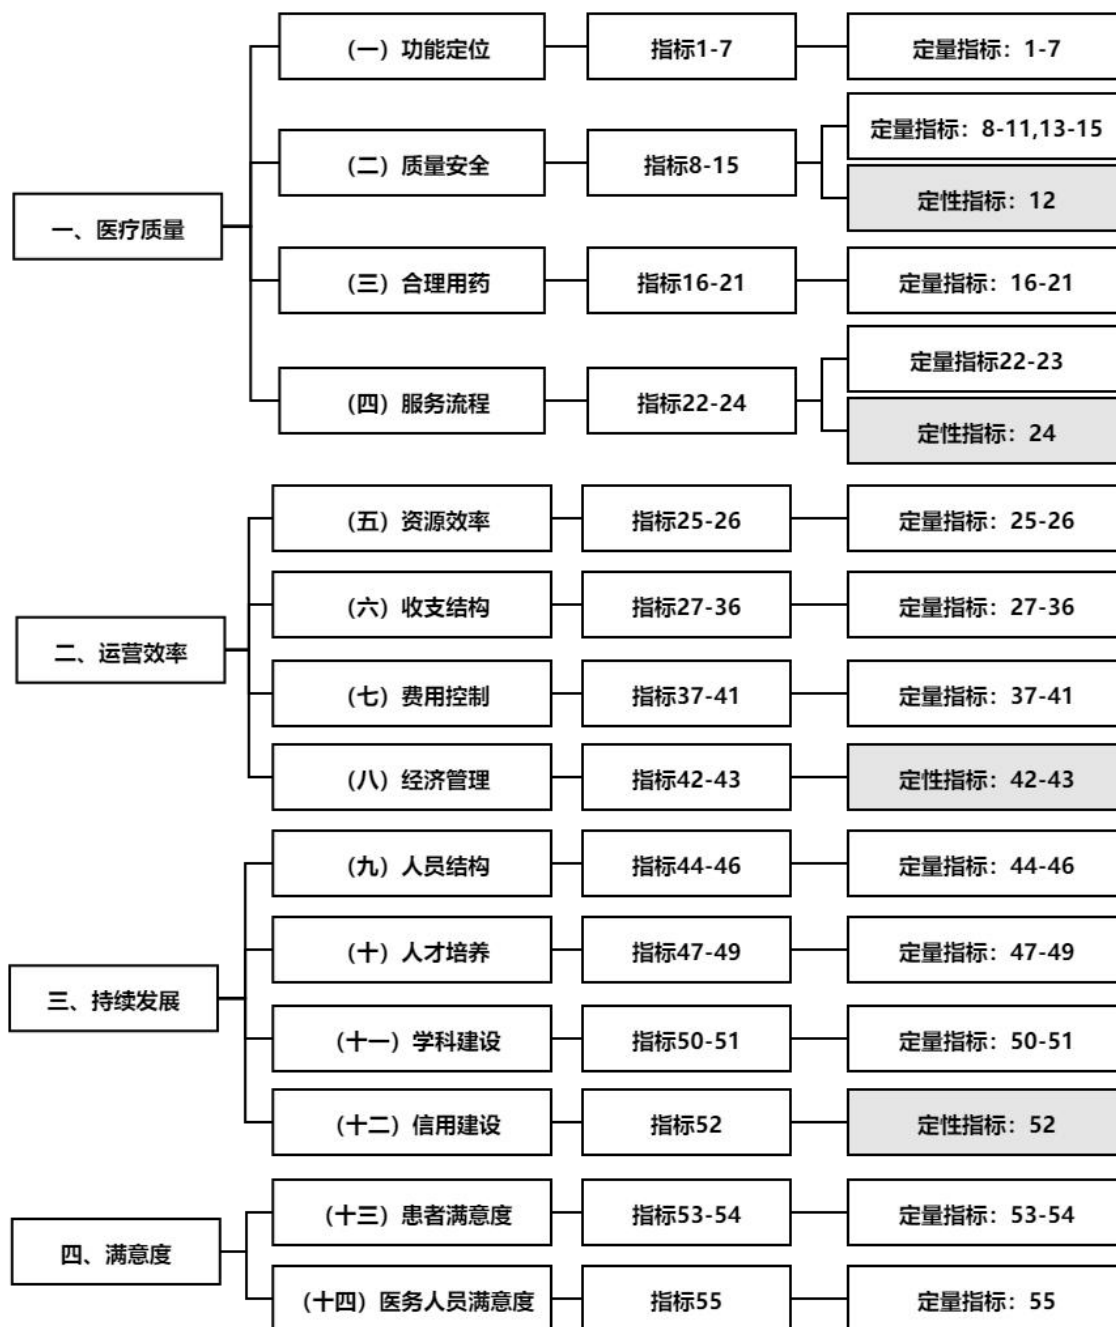 一、医疗质量
（一）功能定位
指标1-7
定量指标：1-7
（二）质量安全
指标8-15
定量指标：8-11,13-15
定性指标：12
（三）合理用药
指标16-21
定量指标：16-21
（四）服务流程
指标22-24
定量指标22-23
定性指标：24
二、运营效率
（五）资源效率
指标25-26
定量指标：25-26
（六）收支结构
指标27-36
定量指标：27-36
（七）费用控制
指标37-41
定量指标：37-41
（八）经济管理
指标42-43
定性指标：42-43
三、持续发展
（九）人员结构
指标44-46
定量指标：44-46
（十）人才培养
指标47-49
定量指标：47-49
（十一）学科建设
指标50-51
定量指标：50-51
（十二）信用建设
指标52
定性指标：52
四、满意度
（十三）患者满意度
指标53-54
定量指标：53-54
（十四）医务人员满意度
指标55
定量指标：55